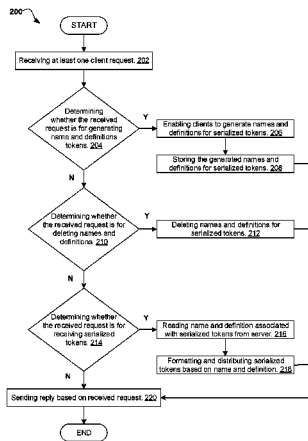 200
START
Receiving at least one client request. 202
Determining
whether the received
request is for generating
name and definitions
tokens. 204
Y
Enabling clients to generate names and
definitions for serialized tokens. 206
Storing the generated names and
definitions for serialized tokens. 208
N
Determining whether
the received request is for
deleting names and
definitions. 210
Y
Deleting names and definitions for
serialized tokens. 212
N
Determining whether
the received request is for
receiving serialized
tokens. 214
Y
Reading name and definition associated
with serialized tokens from server. 216
Formatting and distributing serialized
tokens based on name and definition. 218
N
Sending reply based on received request. 220
END